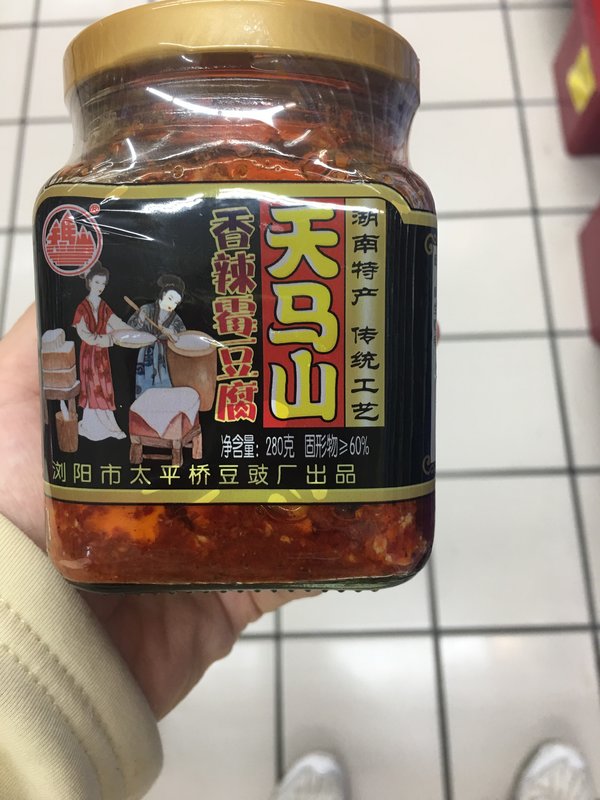 湖南特产 传统工艺
天马山
香辣霉豆腐
净含量：280克 固形物≥60%
浏阳市太平桥豆豉厂出品
®